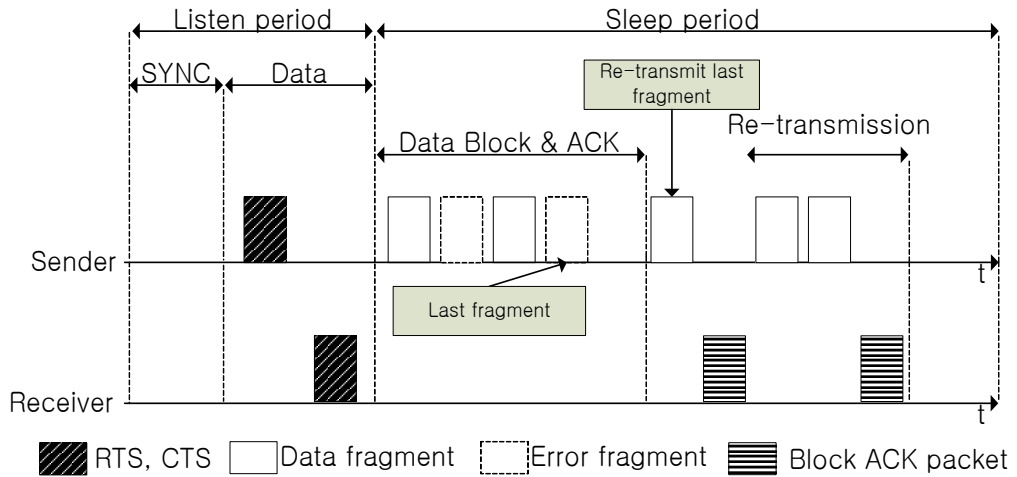 Listen period
Sleep period
SYNC
Data
Re-transmit last
fragment
Re-transmission
Data Block & ACK
Sender
t
Last fragment
Receiver
t
RTS, CTS
Data fragment
Error fragment
Block ACK packet